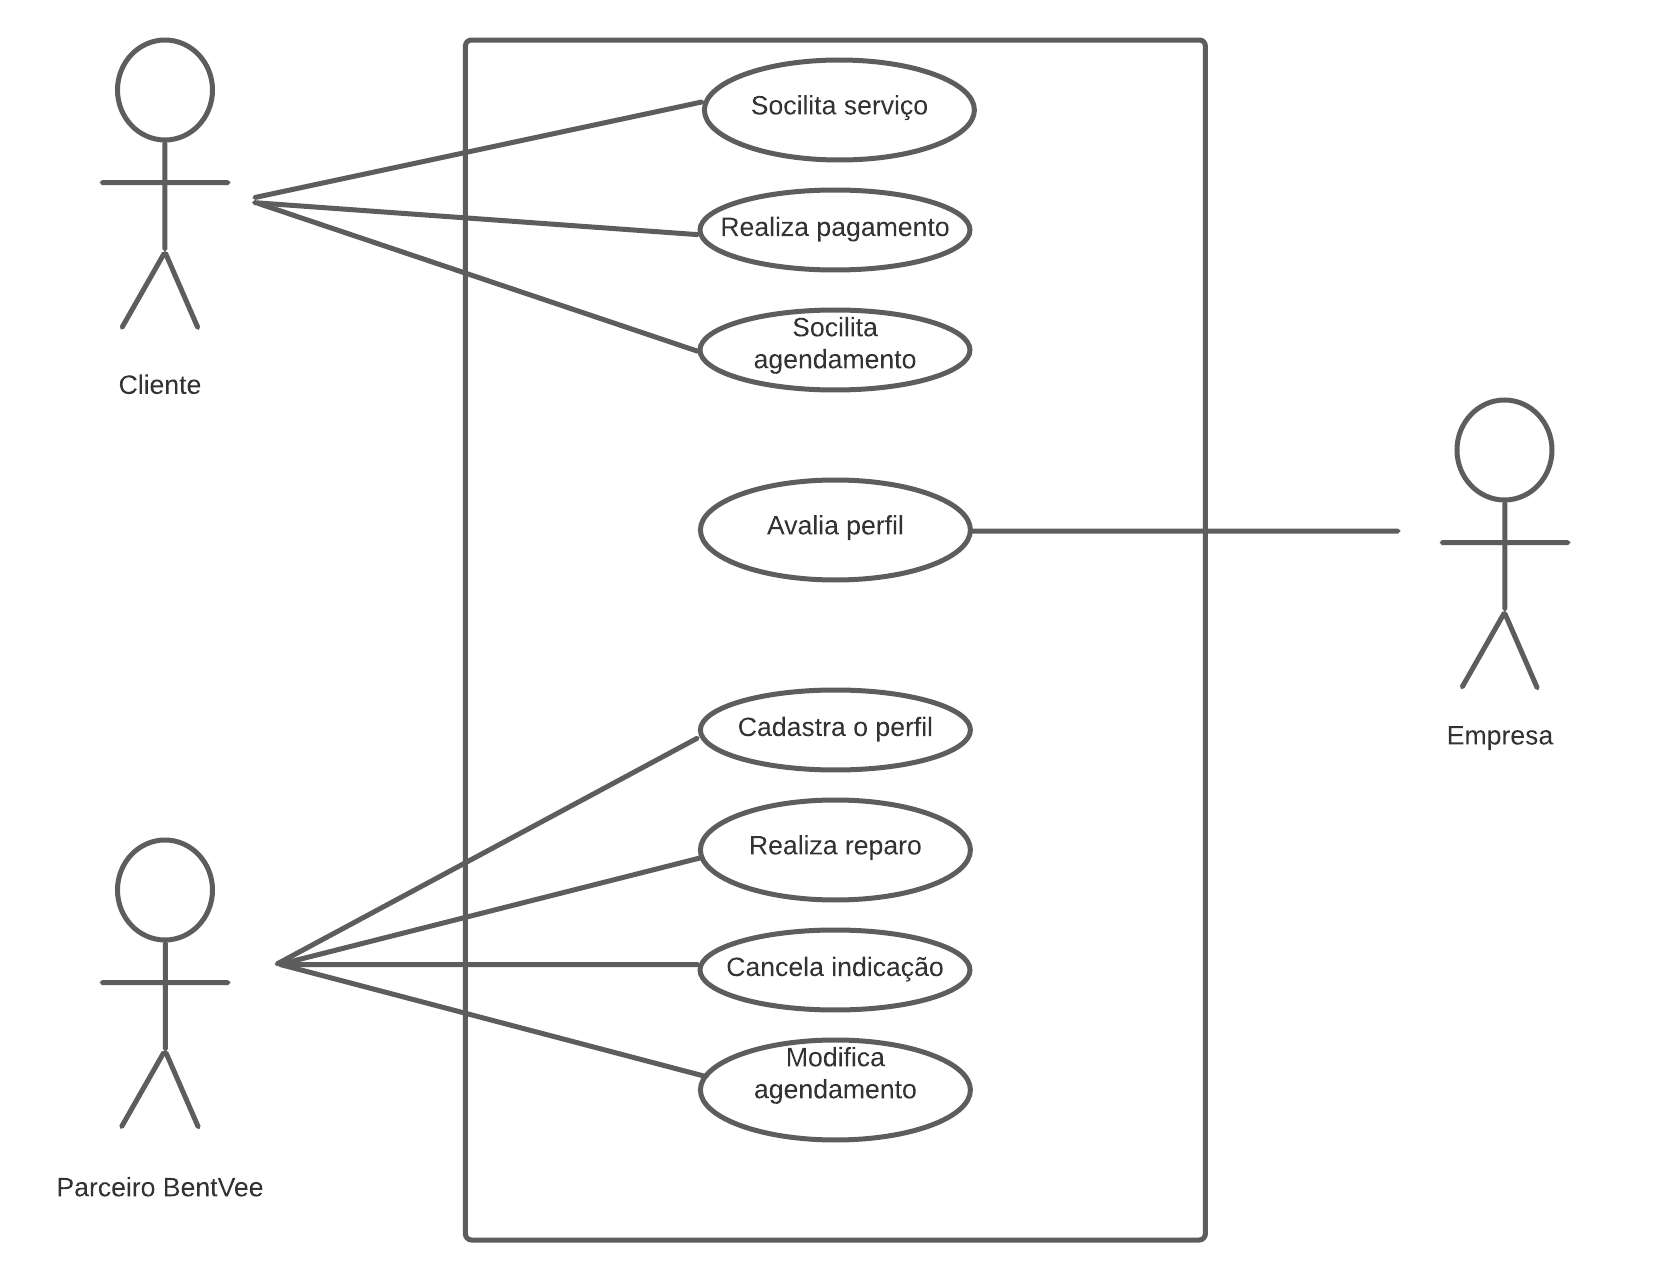 Socilita serviço
Realiza pagamento
Socilita
agendamento
Cliente
Avalia perfil
Empresa
Cadastra o perfil
Realiza reparo
Cancela indicação
Modifica
agendamento
Parceiro BentVee